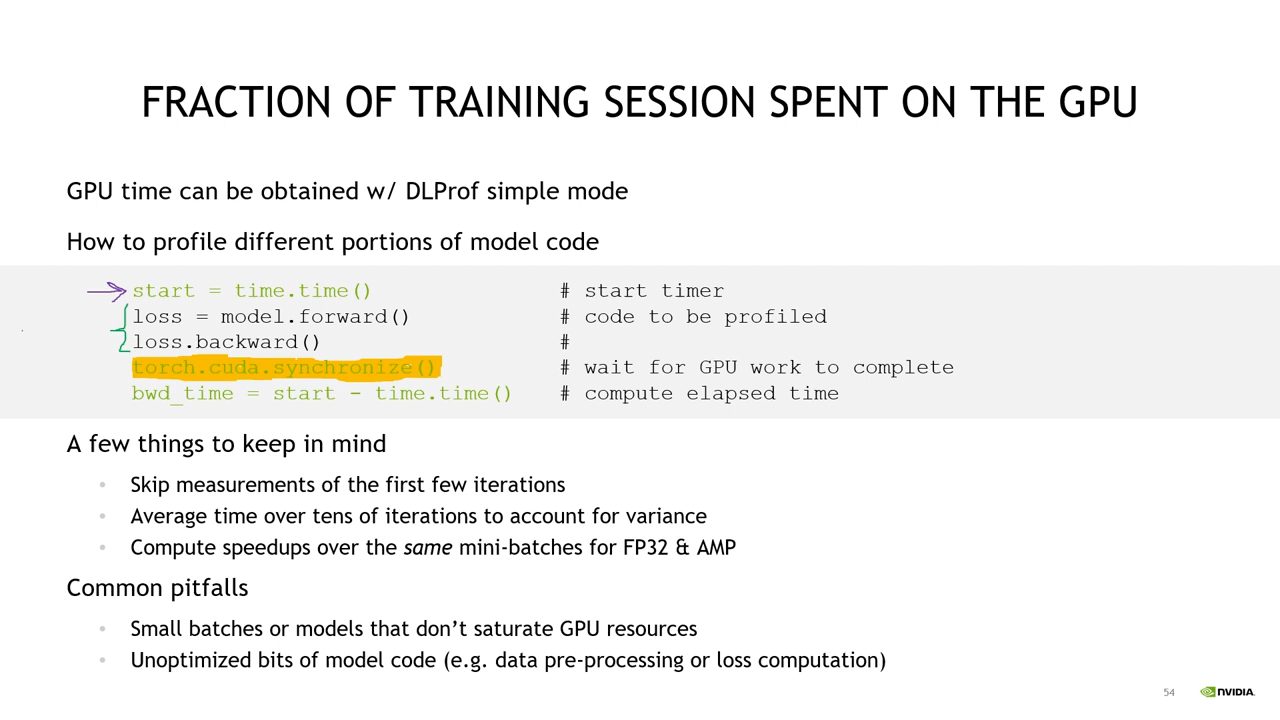 FRACTION OF TRAINING SESSION SPENT ON THE GPU
GPU time can be obtained w/ DLProf simple mode
How to profile different portions of model code
start = time.time() # start timer
loss = model.forward() # code to be profiled
loss.backward() #
torch.cuda.synchronize() # wait for GPU work to complete
bwd_time = start - time.time() # compute elapsed time
A few things to keep in mind
• Skip measurements of the first few iterations
• Average time over tens of iterations to account for variance
• Compute speedups over the same mini-batches for FP32 & AMP
Common pitfalls
• Small batches or models that don’t saturate GPU resources
• Unoptimized bits of model code (e.g. data pre-processing or loss computation)
54 NVIDIA.